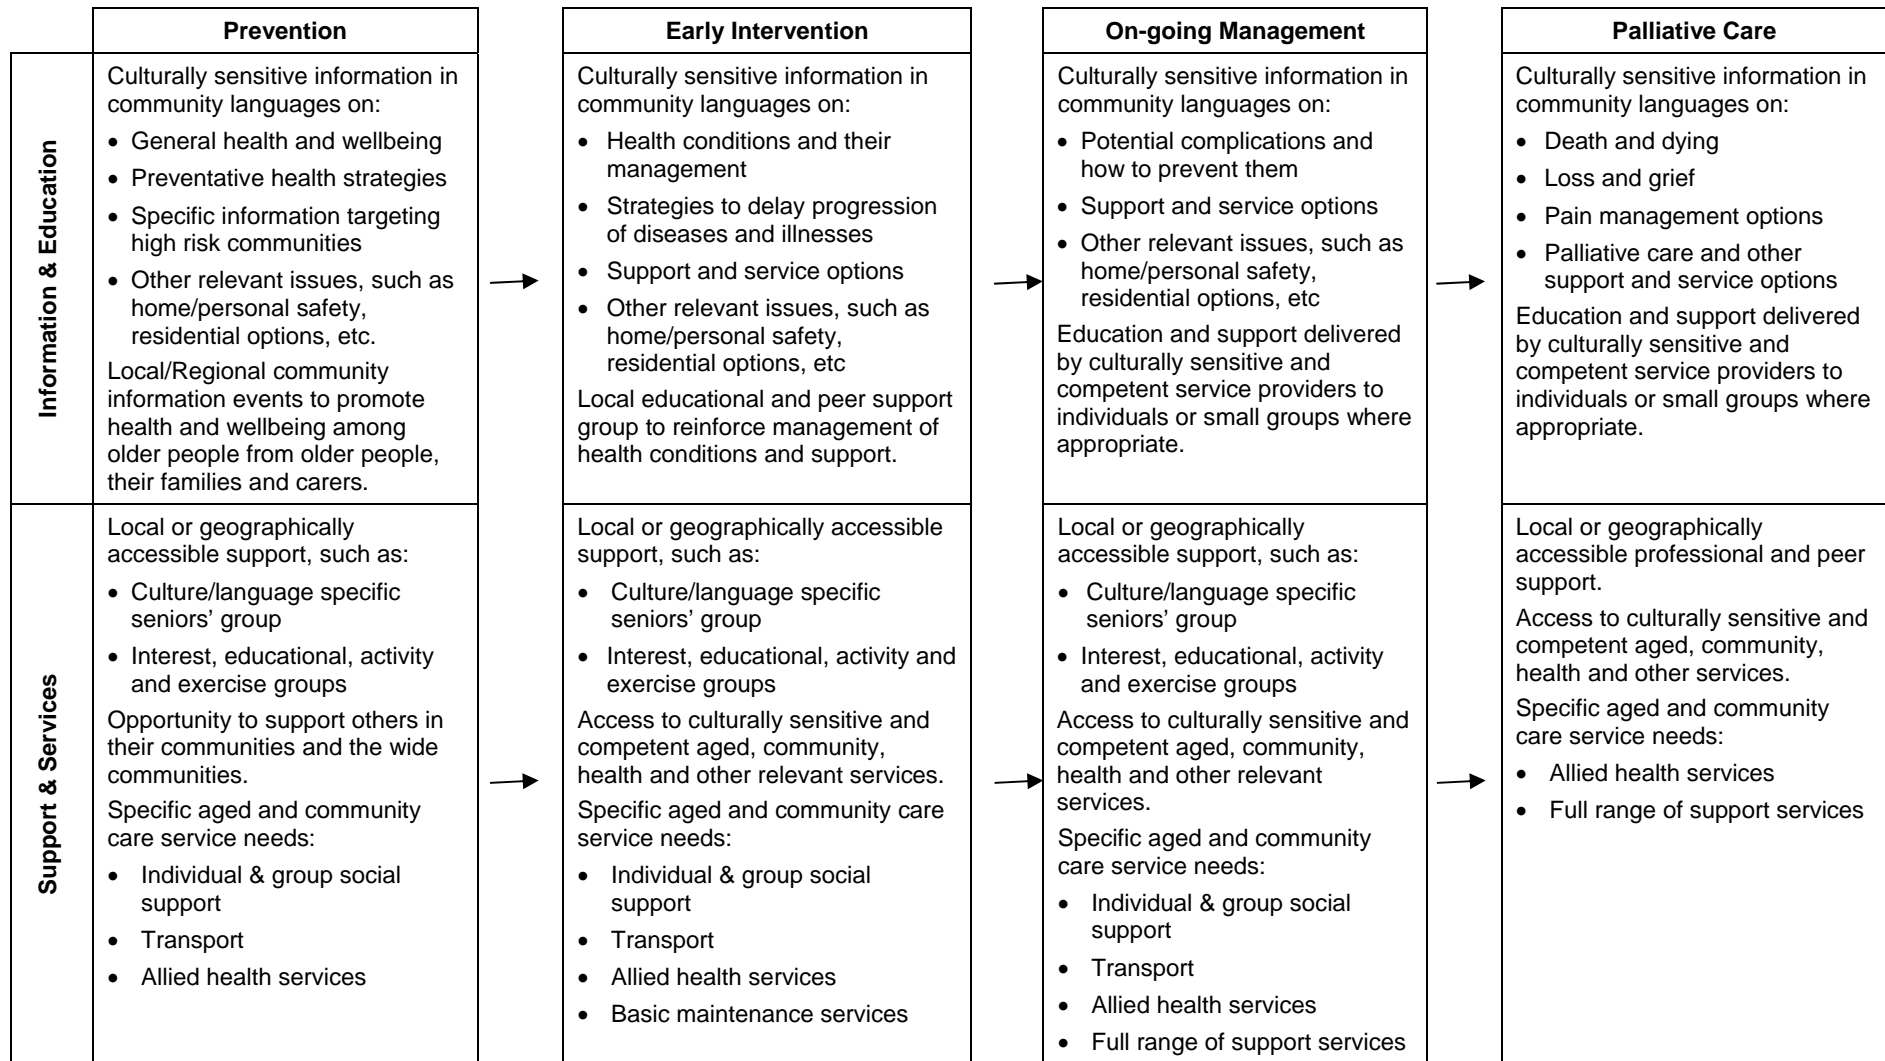 Prevention
Early Intervention
On-going Management
Palliative Care
Information & Education
Culturally sensitive information in
community languages on:
• General health and wellbeing
• Preventative health strategies
• Specific information targeting
high risk communities
• Other relevant issues, such as
home/personal safety,
residential options, etc.
Local/Regional community
information events to promote
health and wellbeing among
older people from older people,
their families and carers.
Culturally sensitive information in
community languages on:
• Health conditions and their
management
• Strategies to delay progression
of diseases and illnesses
• Support and service options
• Other relevant issues, such as
home/personal safety,
residential options, etc
Local educational and peer support
group to reinforce management of
health conditions and support.
Culturally sensitive information in
community languages on:
• Potential complications and
how to prevent them
• Support and service options
• Other relevant issues, such as
home/personal safety,
residential options, etc
Education and support delivered
by culturally sensitive and
competent service providers to
individuals or small groups where
appropriate.
Culturally sensitive information in
community languages on:
• Death and dying
• Loss and grief
• Pain management options
• Palliative care and other
support and service options
Education and support delivered
by culturally sensitive and
competent service providers to
individuals or small groups where
appropriate.
Support & Services
Local or geographically
accessible support, such as:
• Culture/language specific
seniors' group
• Interest, educational, activity
and exercise groups
Opportunity to support others in
their communities and the wide
communities.
Specific aged and community
care service needs:
• Individual & group social
support
• Transport
• Allied health services
Local or geographically accessible
support, such as:
• Culture/language specific
seniors' group
• Interest, educational, activity and
exercise groups
Access to culturally sensitive and
competent aged, community,
health and other relevant services.
Specific aged and community care
service needs:
• Individual & group social
support
• Transport
• Allied health services
• Basic maintenance services
Local or geographically
accessible support, such as:
• Culture/language specific
seniors' group
• Interest, educational, activity
and exercise groups
Access to culturally sensitive and
competent aged, community,
health and other relevant
services.
Specific aged and community
care service needs:
• Individual & group social
support
• Transport
• Allied health services
• Full range of support services
Local or geographically
accessible professional and peer
support.
Access to culturally sensitive and
competent aged, community,
health and other services.
Specific aged and community
care service needs:
• Allied health services
• Full range of support services